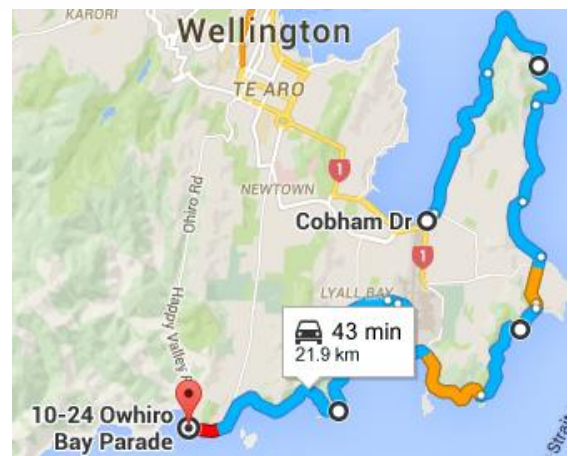 KARORI
Wellington
TE ARO
1
Ohiro Rd
NEWTOWN
Cobham Dr
1
LYALL BAY
Happy Valley R
43 min
21.9 km
10-24 Owhiro
Bay Parade
Strait